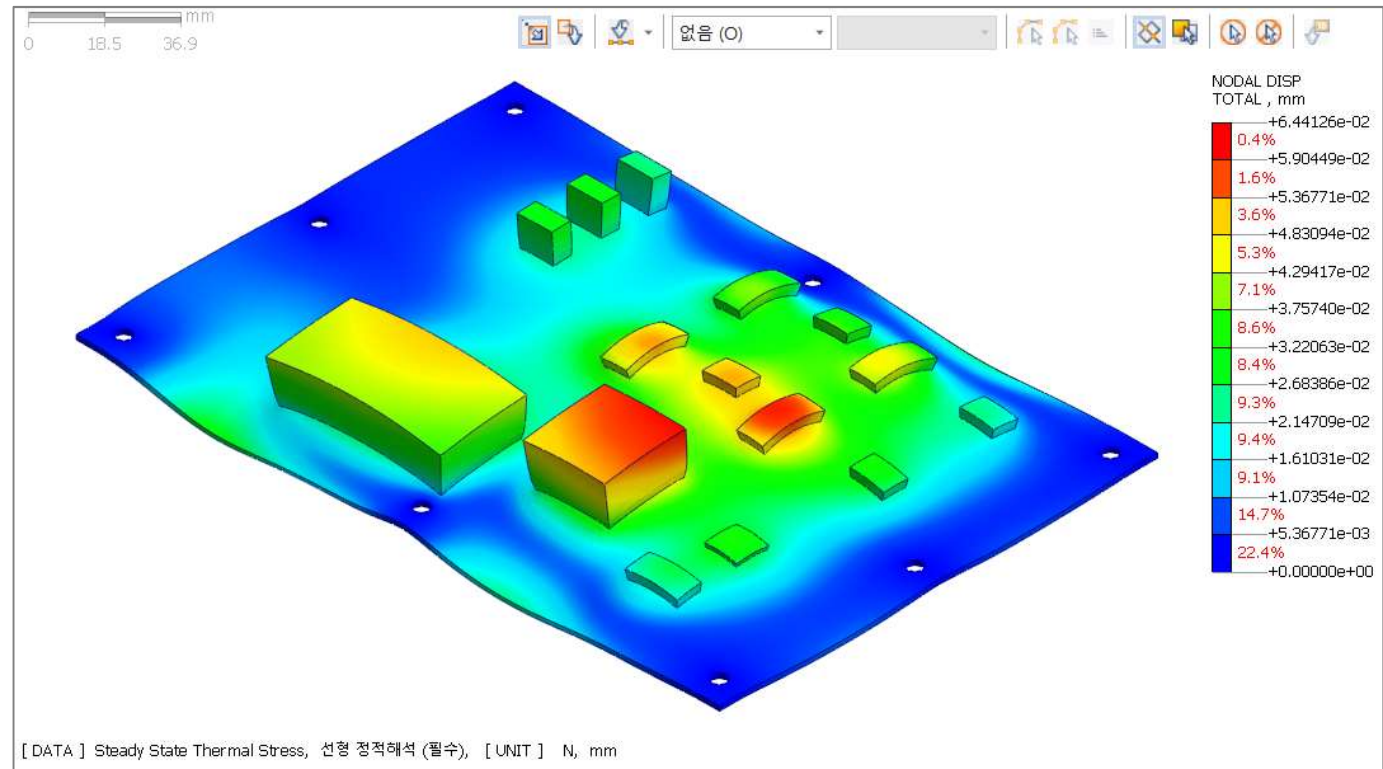 mm
0 18.5 36.9
없음 (O)
NODAL DISP
TOTAL , mm
+6.44126e-02
0.4%
+5.90449e-02
1.6%
+5.36771e-02
3.6%
+4.83094e-02
5.3%
+4.29417e-02
7.1%
+3.75740e-02
8.6%
+3.22063e-02
8.4%
+2.68386e-02
9.3%
+2.14709e-02
9.4%
+1.61031e-02
9.1%
+1.07354e-02
14.7%
+5.36771e-03
22.4%
+0.00000e+00
[ DATA ] Steady State Thermal Stress, 선형 정적해석 (필수), [ UNIT ] N, mm